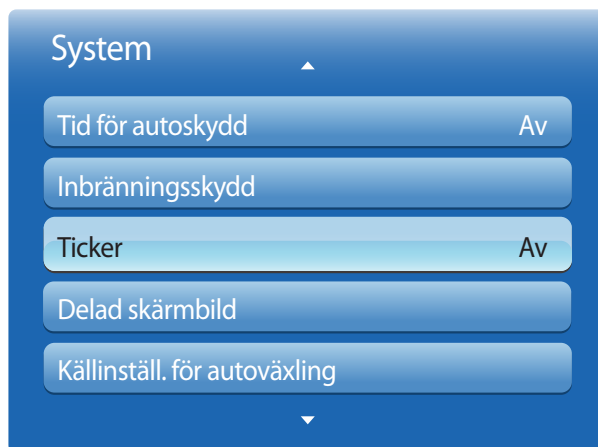 System
Tid för autoskydd Av
Inbränningsskydd
Ticker Av
Delad skärmbild
Källinställ. för autoväxling